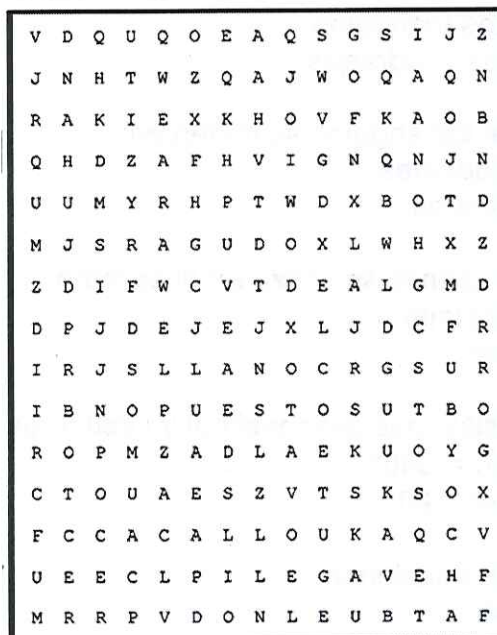 V D Q U Q O E A Q S G S I J Z
J N H T W Z Q A J W O Q A Q N
R A K I E X K H O V F K A O B
Q H D Z A F H V I G N Q N J N
U U M Y R H P T W D X B O T D
M J S R A G U D O X L W H X Z
Z D I F W C V T D E A L G M D
D P J D E J E J X L J D C F R
I R J S L L A N O C R G S U R
I B N O P U E S T O S U T B O
R O P M Z A D L A E K U O Y G
C T O U A E S Z V T S K S O X
F C C A C A L L O U K A Q C V
U E E C L P I L E G A V E H F
M R R P V D O N L E U B T A F